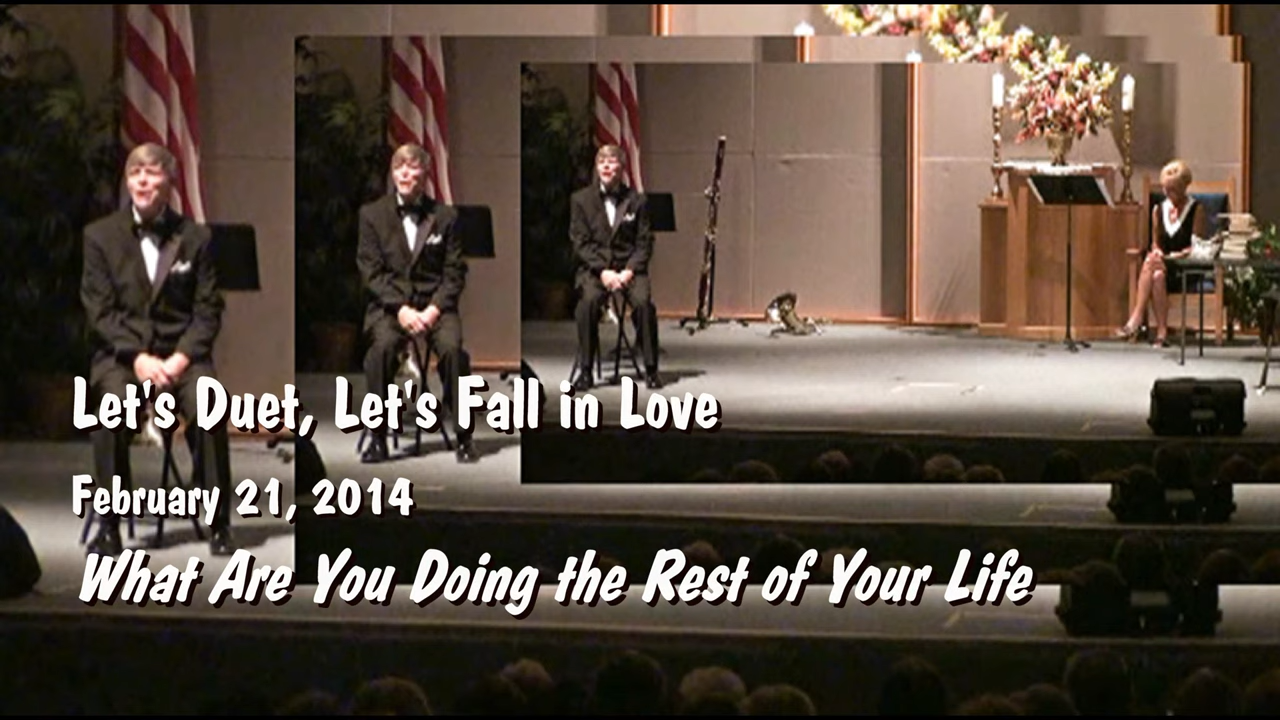 Let's Duet, Let's Fall in Love
February 21, 2014
What Are You Doing the Rest of Your Life